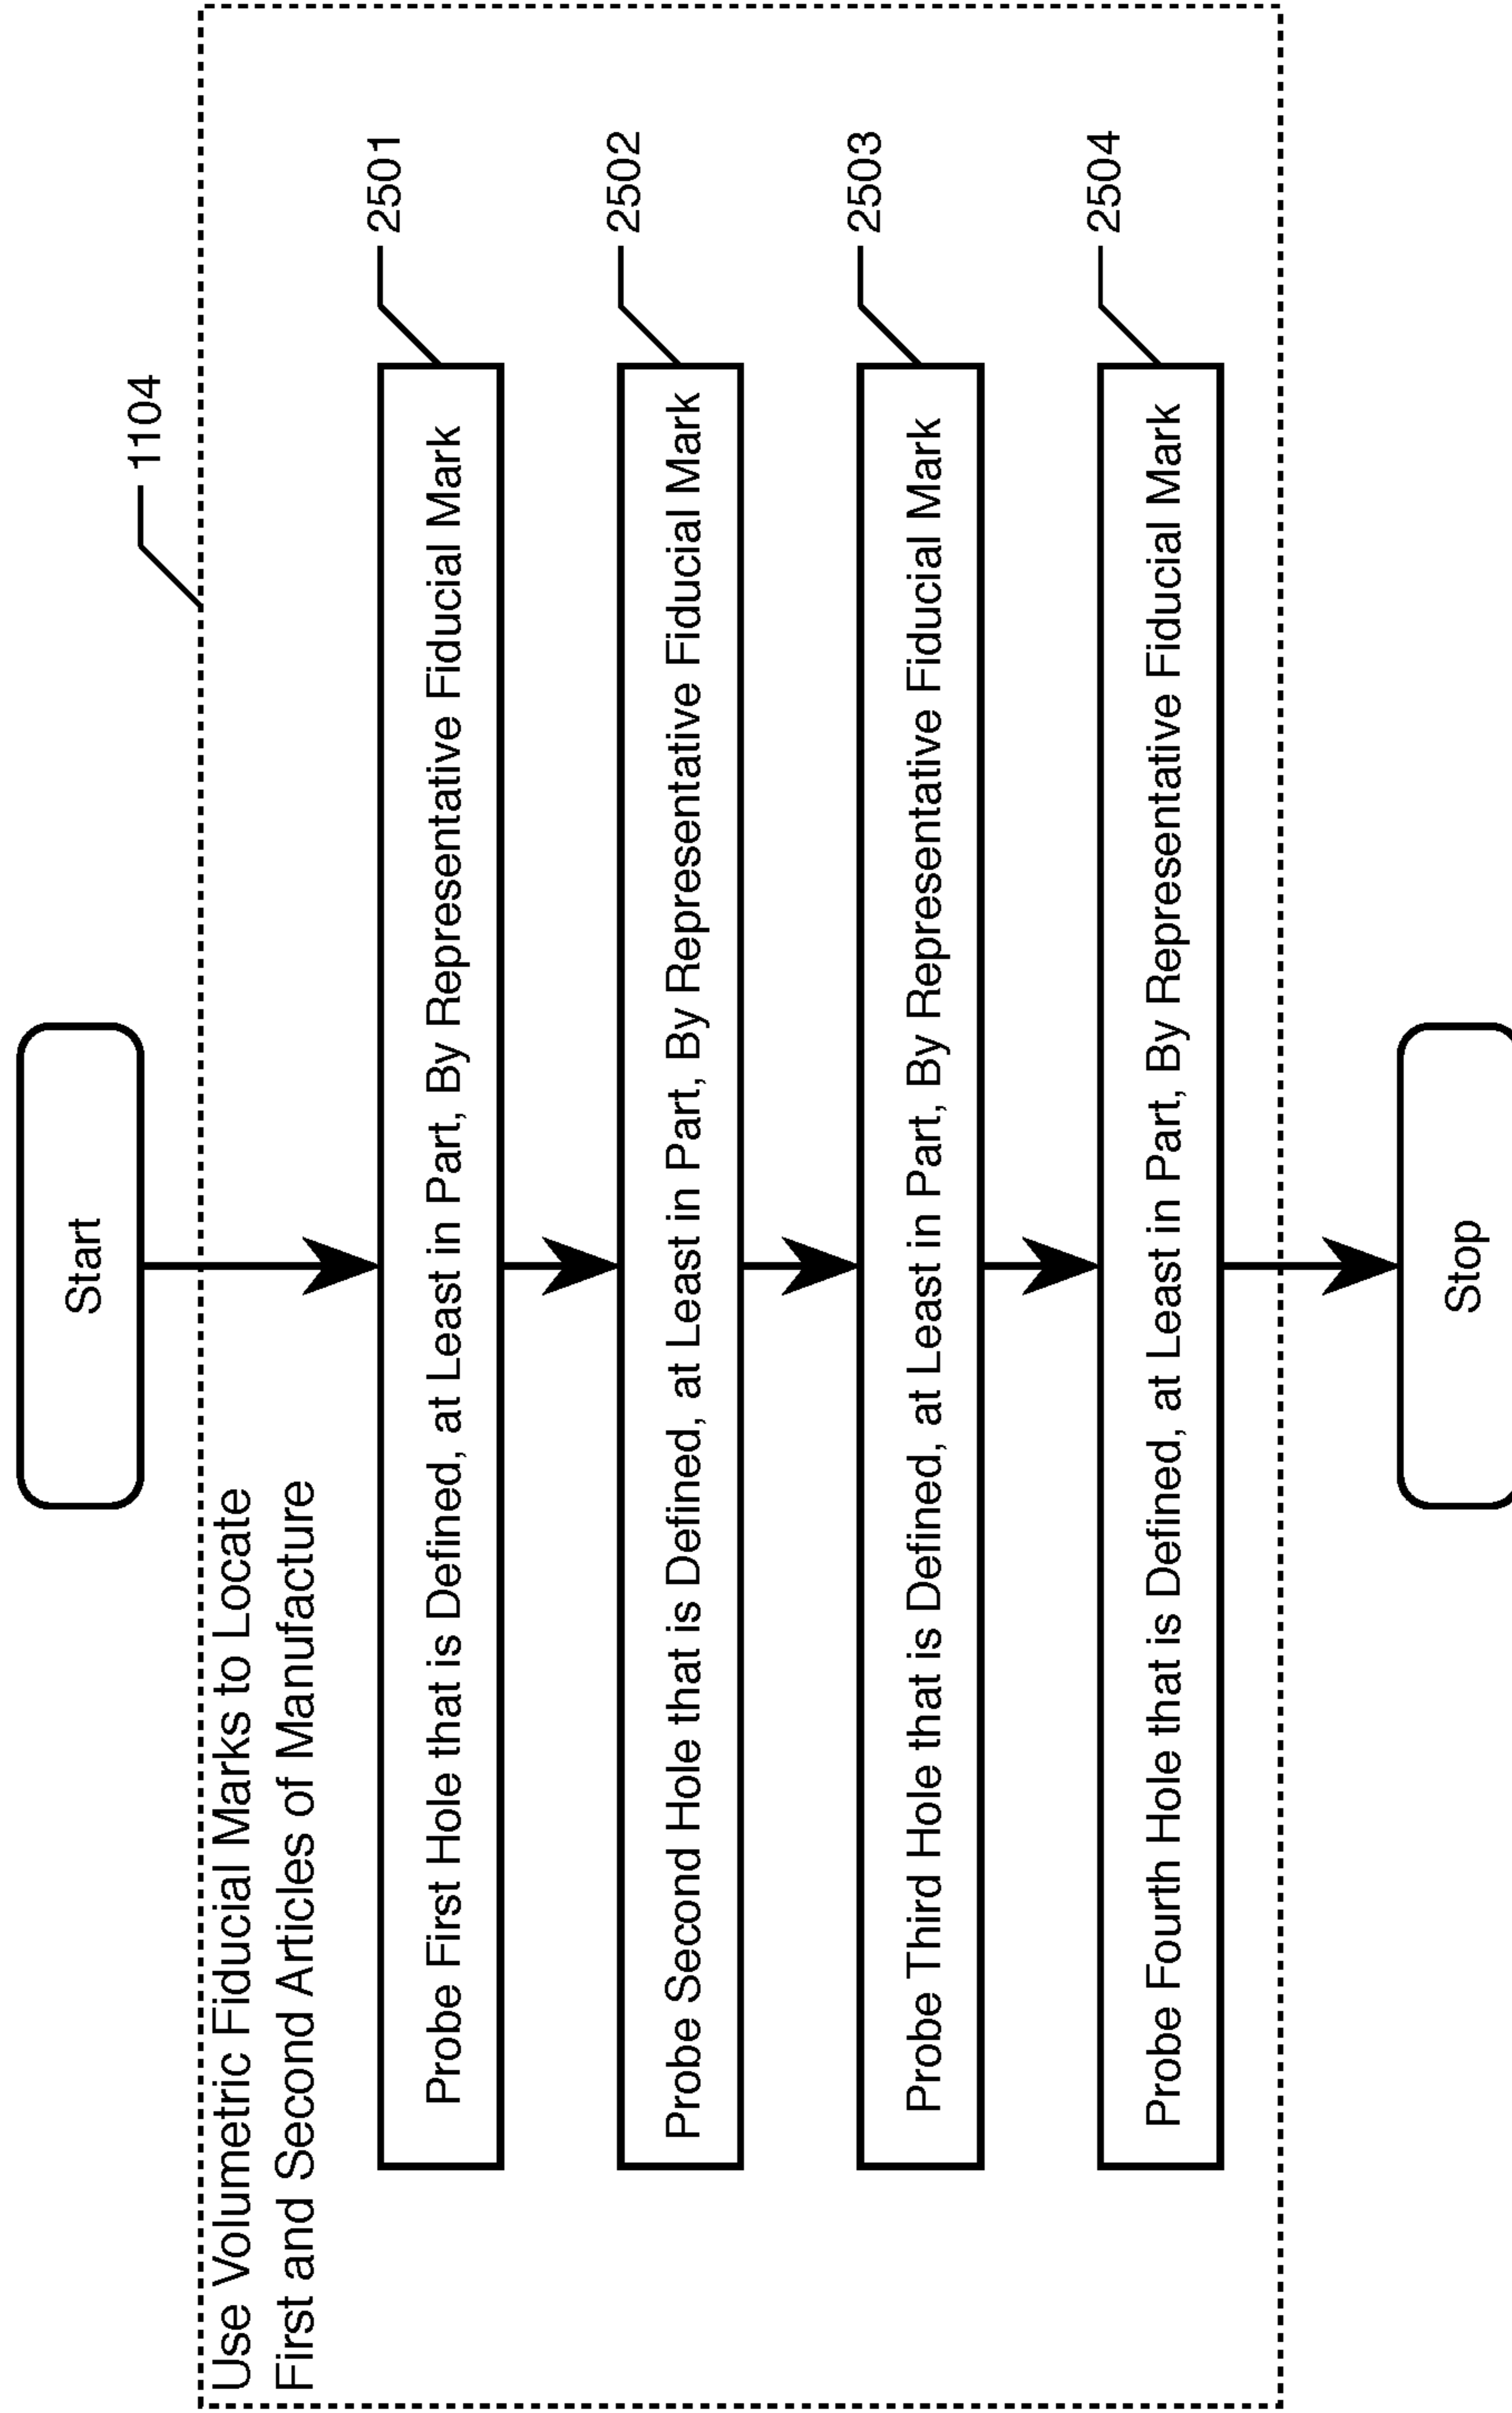 Start
1104
Use Volumetric Fiducial Marks to Locate
First and Second Articles of Manufacture
2501
Probe First Hole that is Defined, at Least in Part, By Representative Fiducial Mark
2502
Probe Second Hole that is Defined, at Least in Part, By Representative Fiducial Mark
2503
Probe Third Hole that is Defined, at Least in Part, By Representative Fiducial Mark
2504
Probe Fourth Hole that is Defined, at Least in Part, By Representative Fiducial Mark
Stop